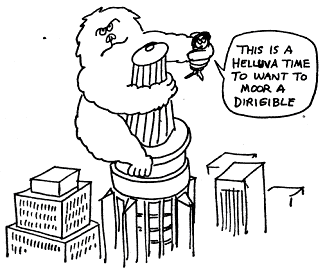 THIS IS A
HELLUVA TIME
TO WANT TO
MOOR A
DIRIGIBLE